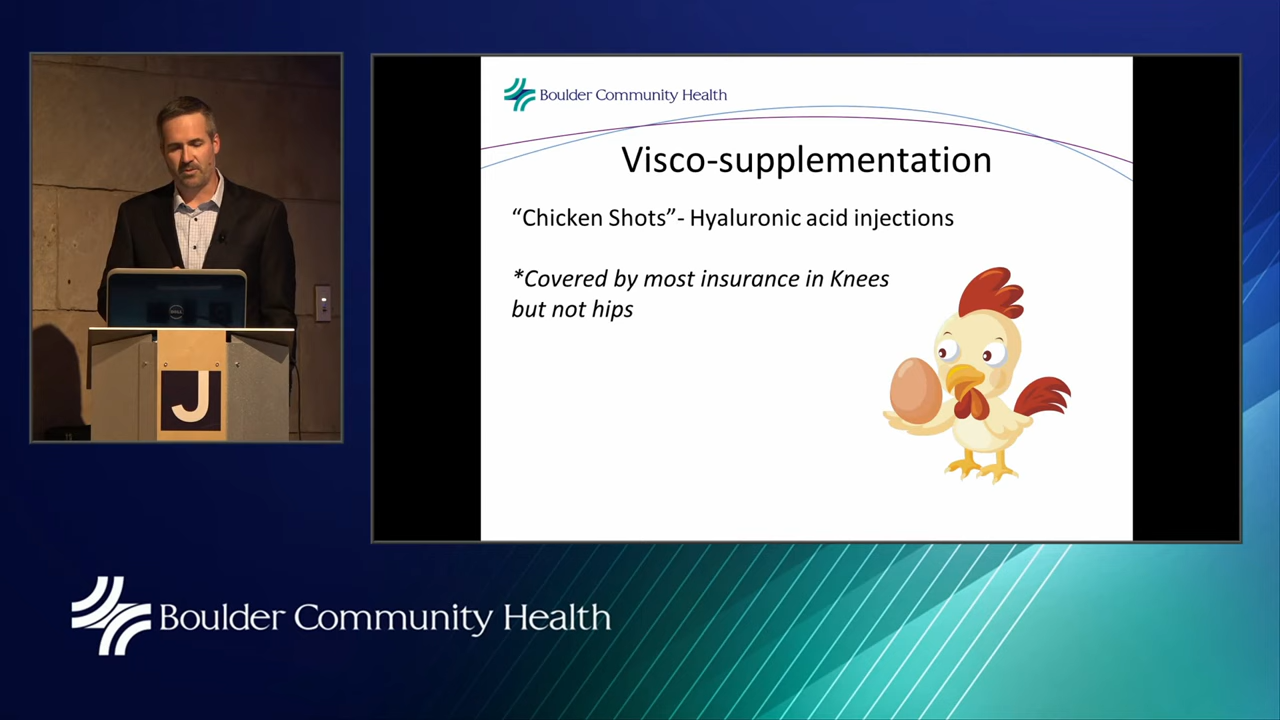 Boulder Community Health
Visco-supplementation
“Chicken Shots”- Hyaluronic acid injections
*Covered by most insurance in Knees
but not hips
DELL
J
Boulder Community Health